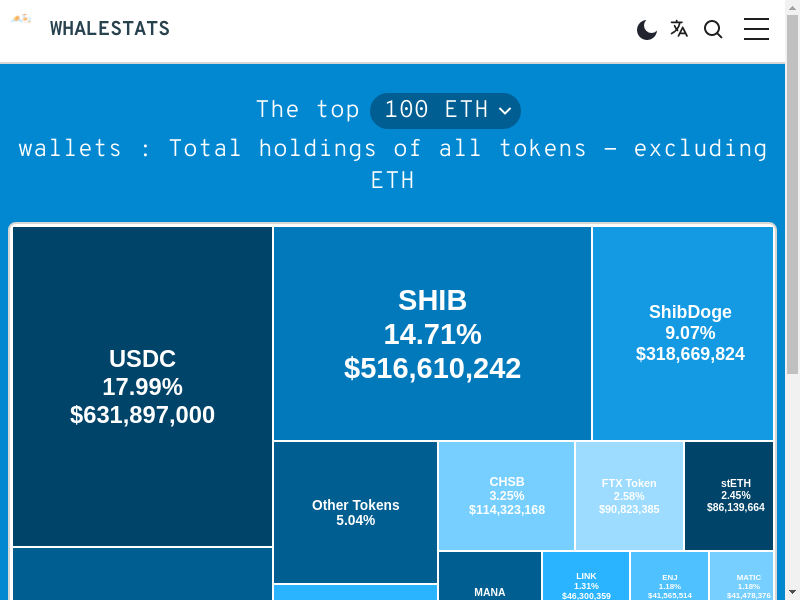 WHALESTATS
The top 100 ETH
wallets : Total holdings of all tokens – excluding
ETH
USDC
17.99%
$631,897,000
SHIB
14.71%
$516,610,242
ShibDoge
9.07%
$318,669,824
Other Tokens
5.04%
CHSB
3.25%
$114,323,168
FTX Token
2.58%
$90,823,385
stETH
2.45%
$86,139,664
MANA
LINK
1.31%
$46,300,359
ENJ
1.18%
$41,565,514
MATIC
1.18%
$41,478,376